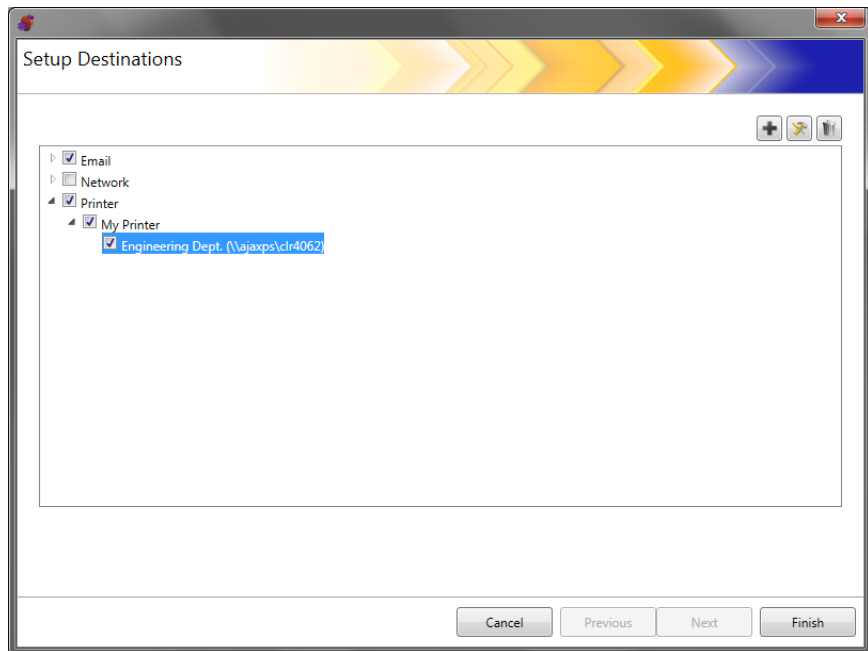 Setup Destinations
Email
Network
Printer
My Printer
Engineering Dept. (\\ajaxps\clr4062)
Cancel Previous Next Finish